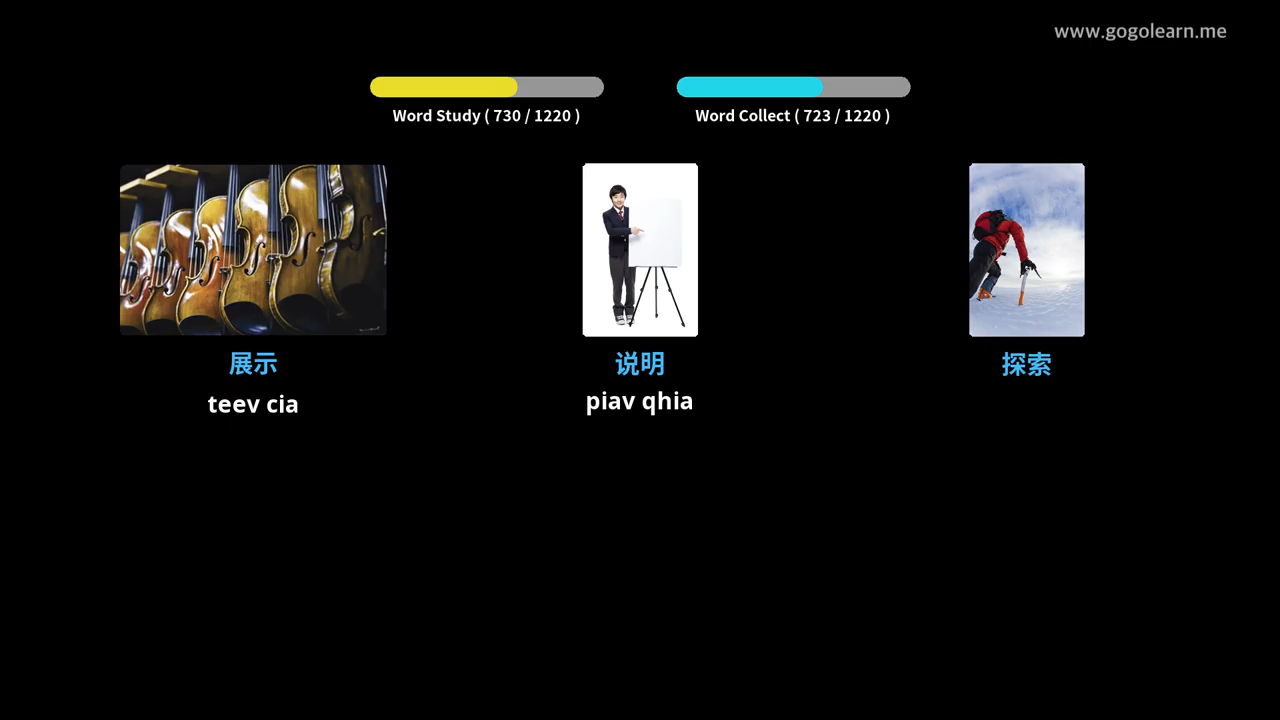 www.gogolearn.me
Word Study ( 730 / 1220 )
Word Collect ( 723 / 1220 )
展示
说明
探索
teev cia
piav qhia